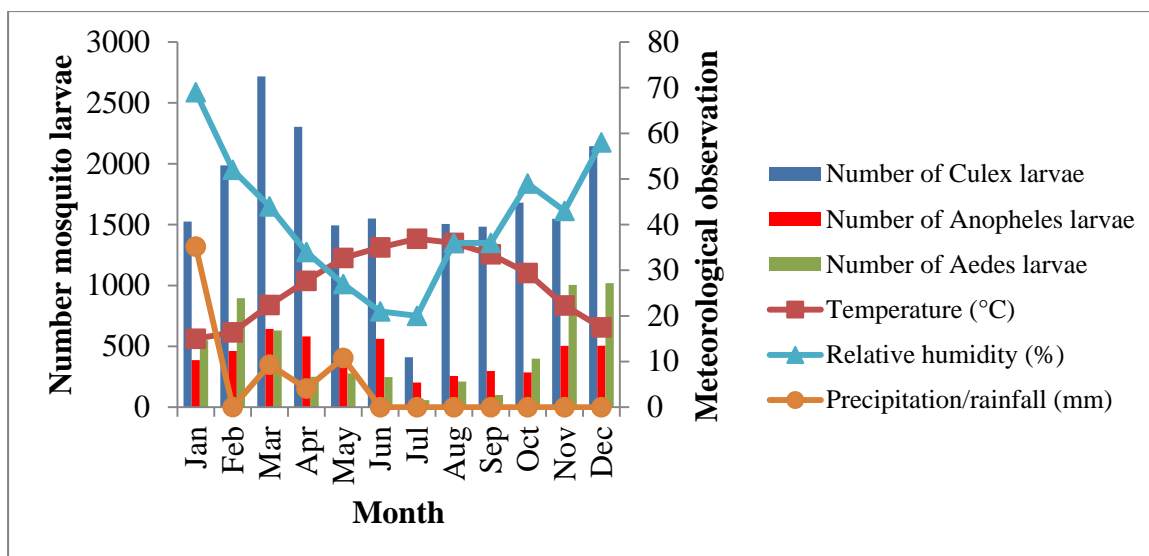 3000
2500
2000
1500
1000
500
0
Number mosquito larvae
80
70
60
50
40
30
20
10
0
Meteorological observation
Jan
Feb
Mar
Apr
May
Jun
Jul
Aug
Sep
Oct
Nov
Dec
Month
Number of Culex larvae
Number of Anopheles larvae
Number of Aedes larvae
Temperature (°C)
Relative humidity (%)
Precipitation/rainfall (mm)